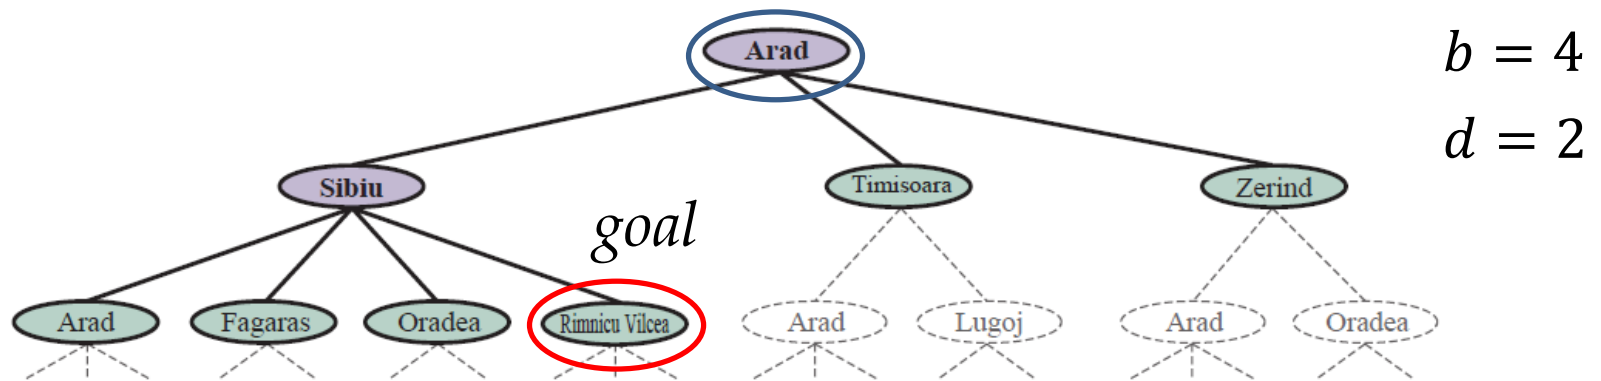 Arad
b = 4
d = 2
Sibiu
Timisoara
Zerind
goal
Arad
Fagaras
Oradea
Rimnicu Vilcea
Arad
Lugoj
Arad
Oradea